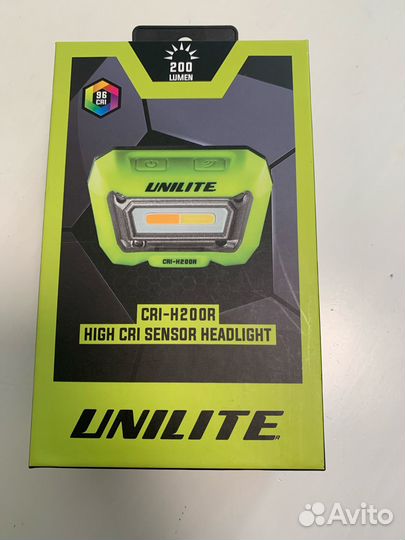 200
LUMEN
96
CRI
UNILITE
CRI-H200R
CRI-H200R
HIGH CRI SENSOR HEADLIGHT
UNILITE
Avito